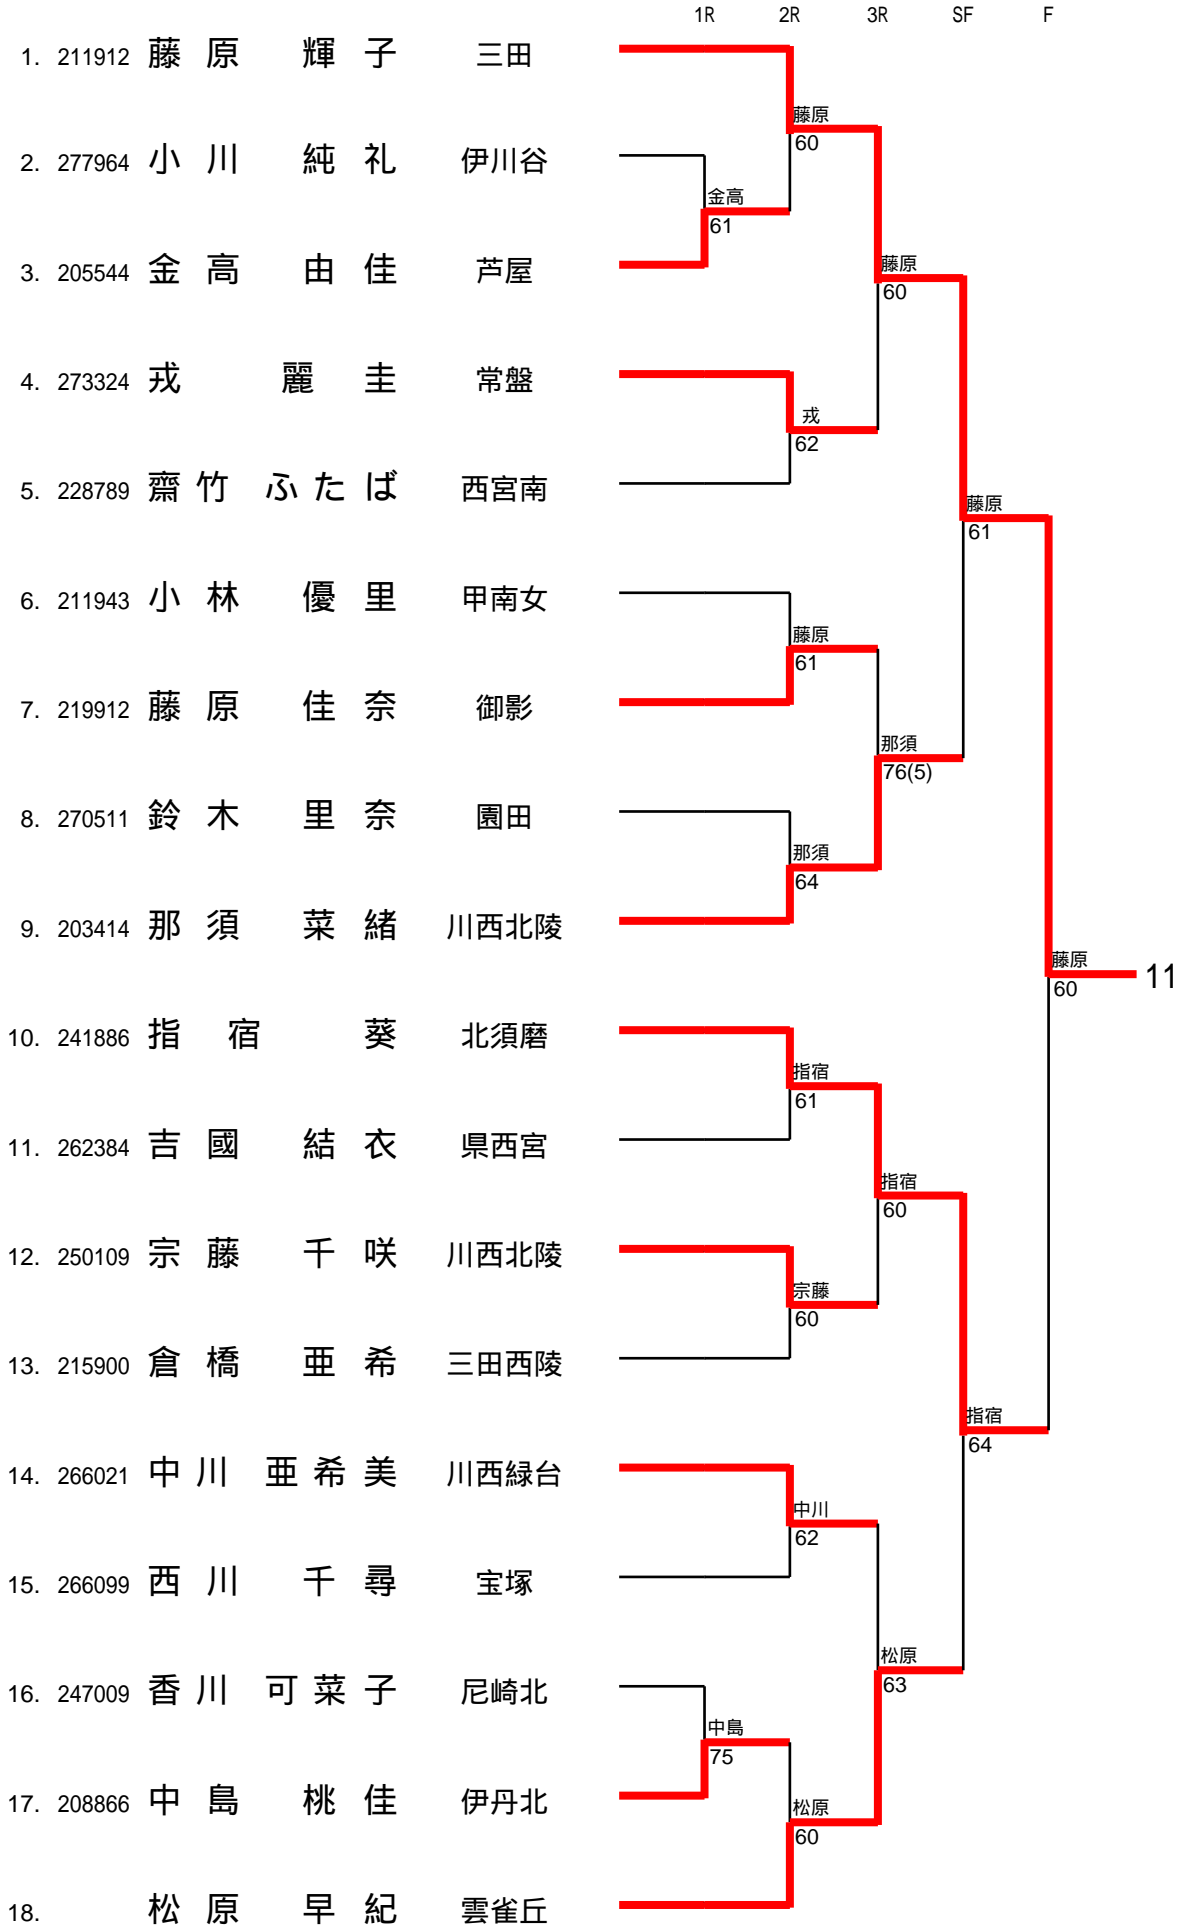 1R 2R 3R SF F
1. 211912 藤原 輝子 三田
藤原
60
2. 277964 小川 純礼 伊川谷
金高
61
3. 205544 金高 由佳 芦屋
藤原
60
4. 273324 戎 麗圭 常盤
戎
62
5. 228789 齋竹 ふたば 西宮南
藤原
61
6. 211943 小林 優里 甲南女
藤原
61
7. 219912 藤原 佳奈 御影
那須
76(5)
8. 270511 鈴木 里奈 園田
那須
64
9. 203414 那須 菜緒 川西北陵
藤原
60
11
10. 241886 指宿 葵 北須磨
指宿
61
11. 262384 吉國 結衣 県西宮
指宿
60
12. 250109 宗藤 千咲 川西北陵
宗藤
60
13. 215900 倉橋 亜希 三田西陵
指宿
64
14. 266021 中川 亜希美 川西緑台
中川
62
15. 266099 西川 千尋 宝塚
松原
63
16. 247009 香川 可菜子 尼崎北
中島
75
17. 208866 中島 桃佳 伊丹北
松原
60
18. 松原 早紀 雲雀丘